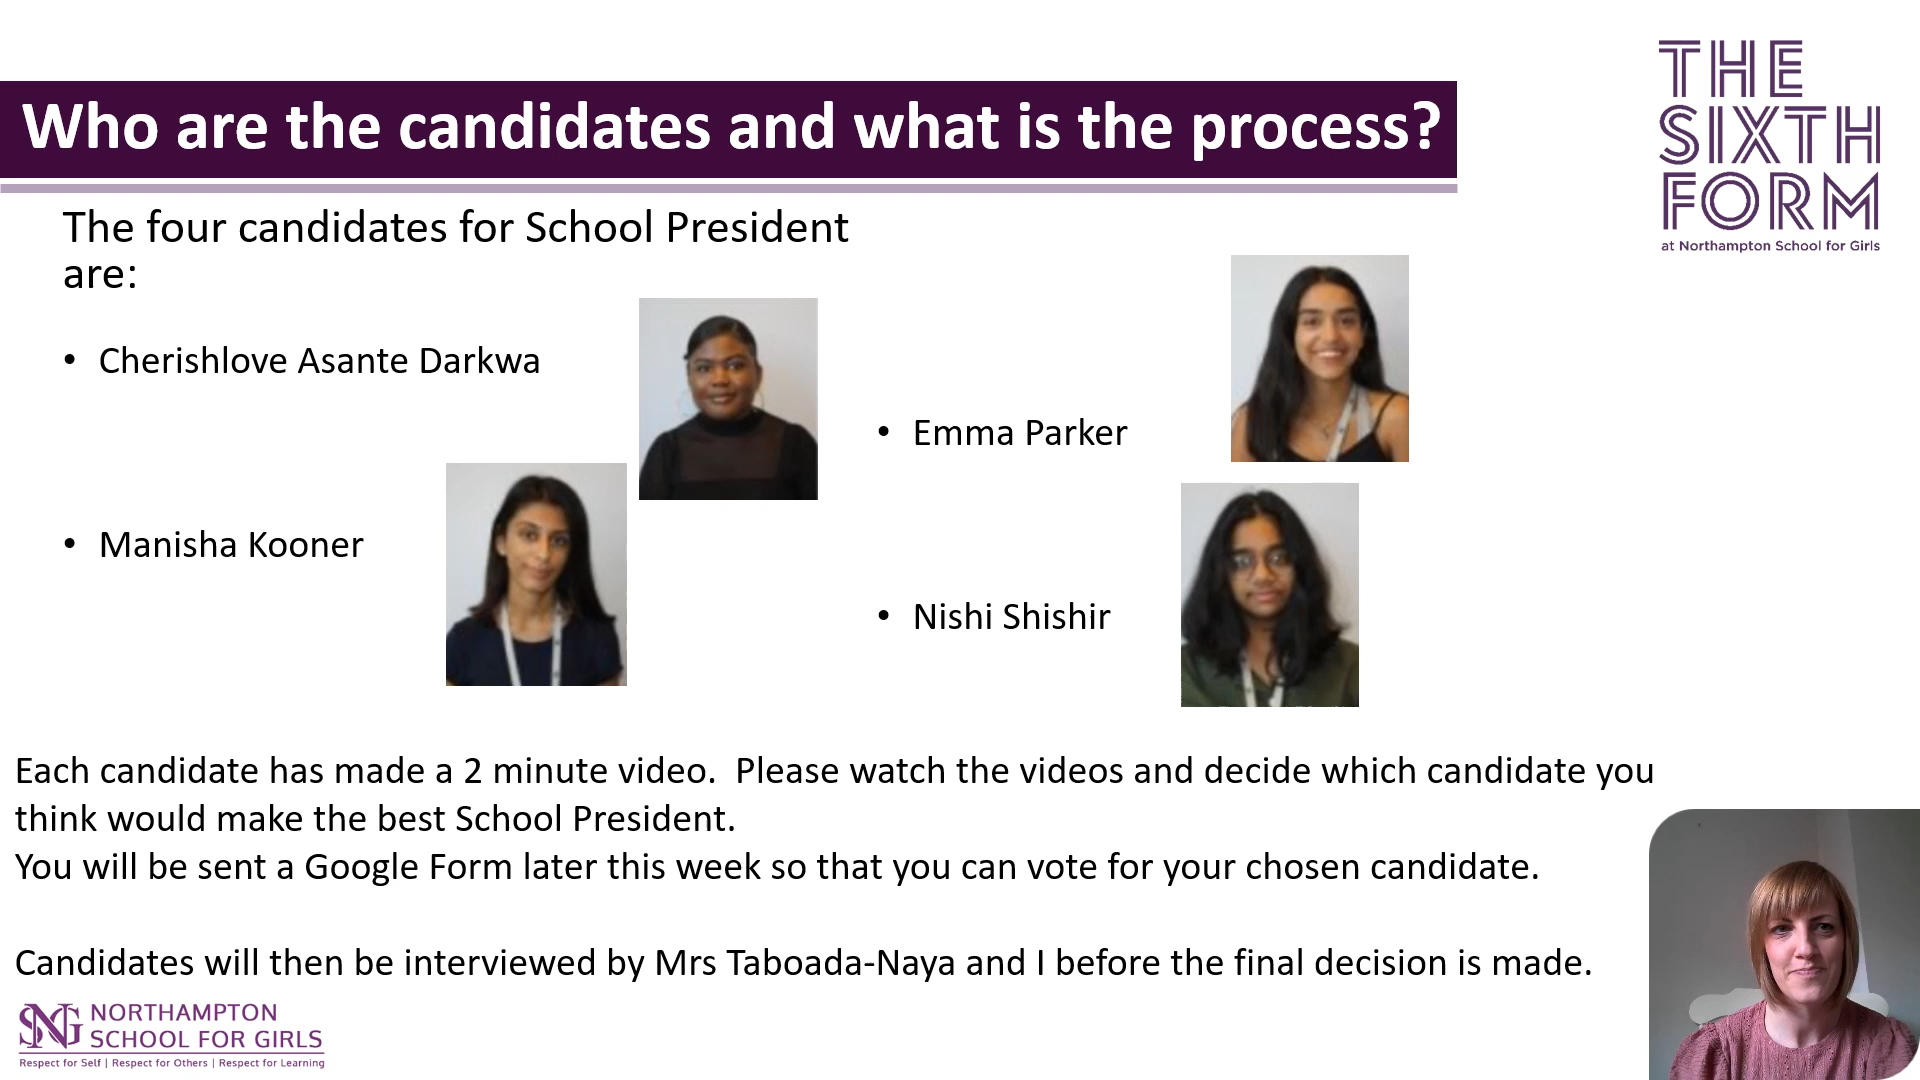 Who are the candidates and what is the process?
THE
SIXTH
FORM
at Northampton School for Girls
The four candidates for School President
are:
• Cherishlove Asante Darkwa
• Manisha Kooner
• Emma Parker
• Nishi Shishir
Each candidate has made a 2 minute video.  Please watch the videos and decide which candidate you
think would make the best School President.
You will be sent a Google Form later this week so that you can vote for your chosen candidate.
Candidates will then be interviewed by Mrs Taboada-Naya and I before the final decision is made.
NSG NORTHAMPTON
SCHOOL FOR GIRLS
Respect for Self | Respect for Others | Respect for Learning